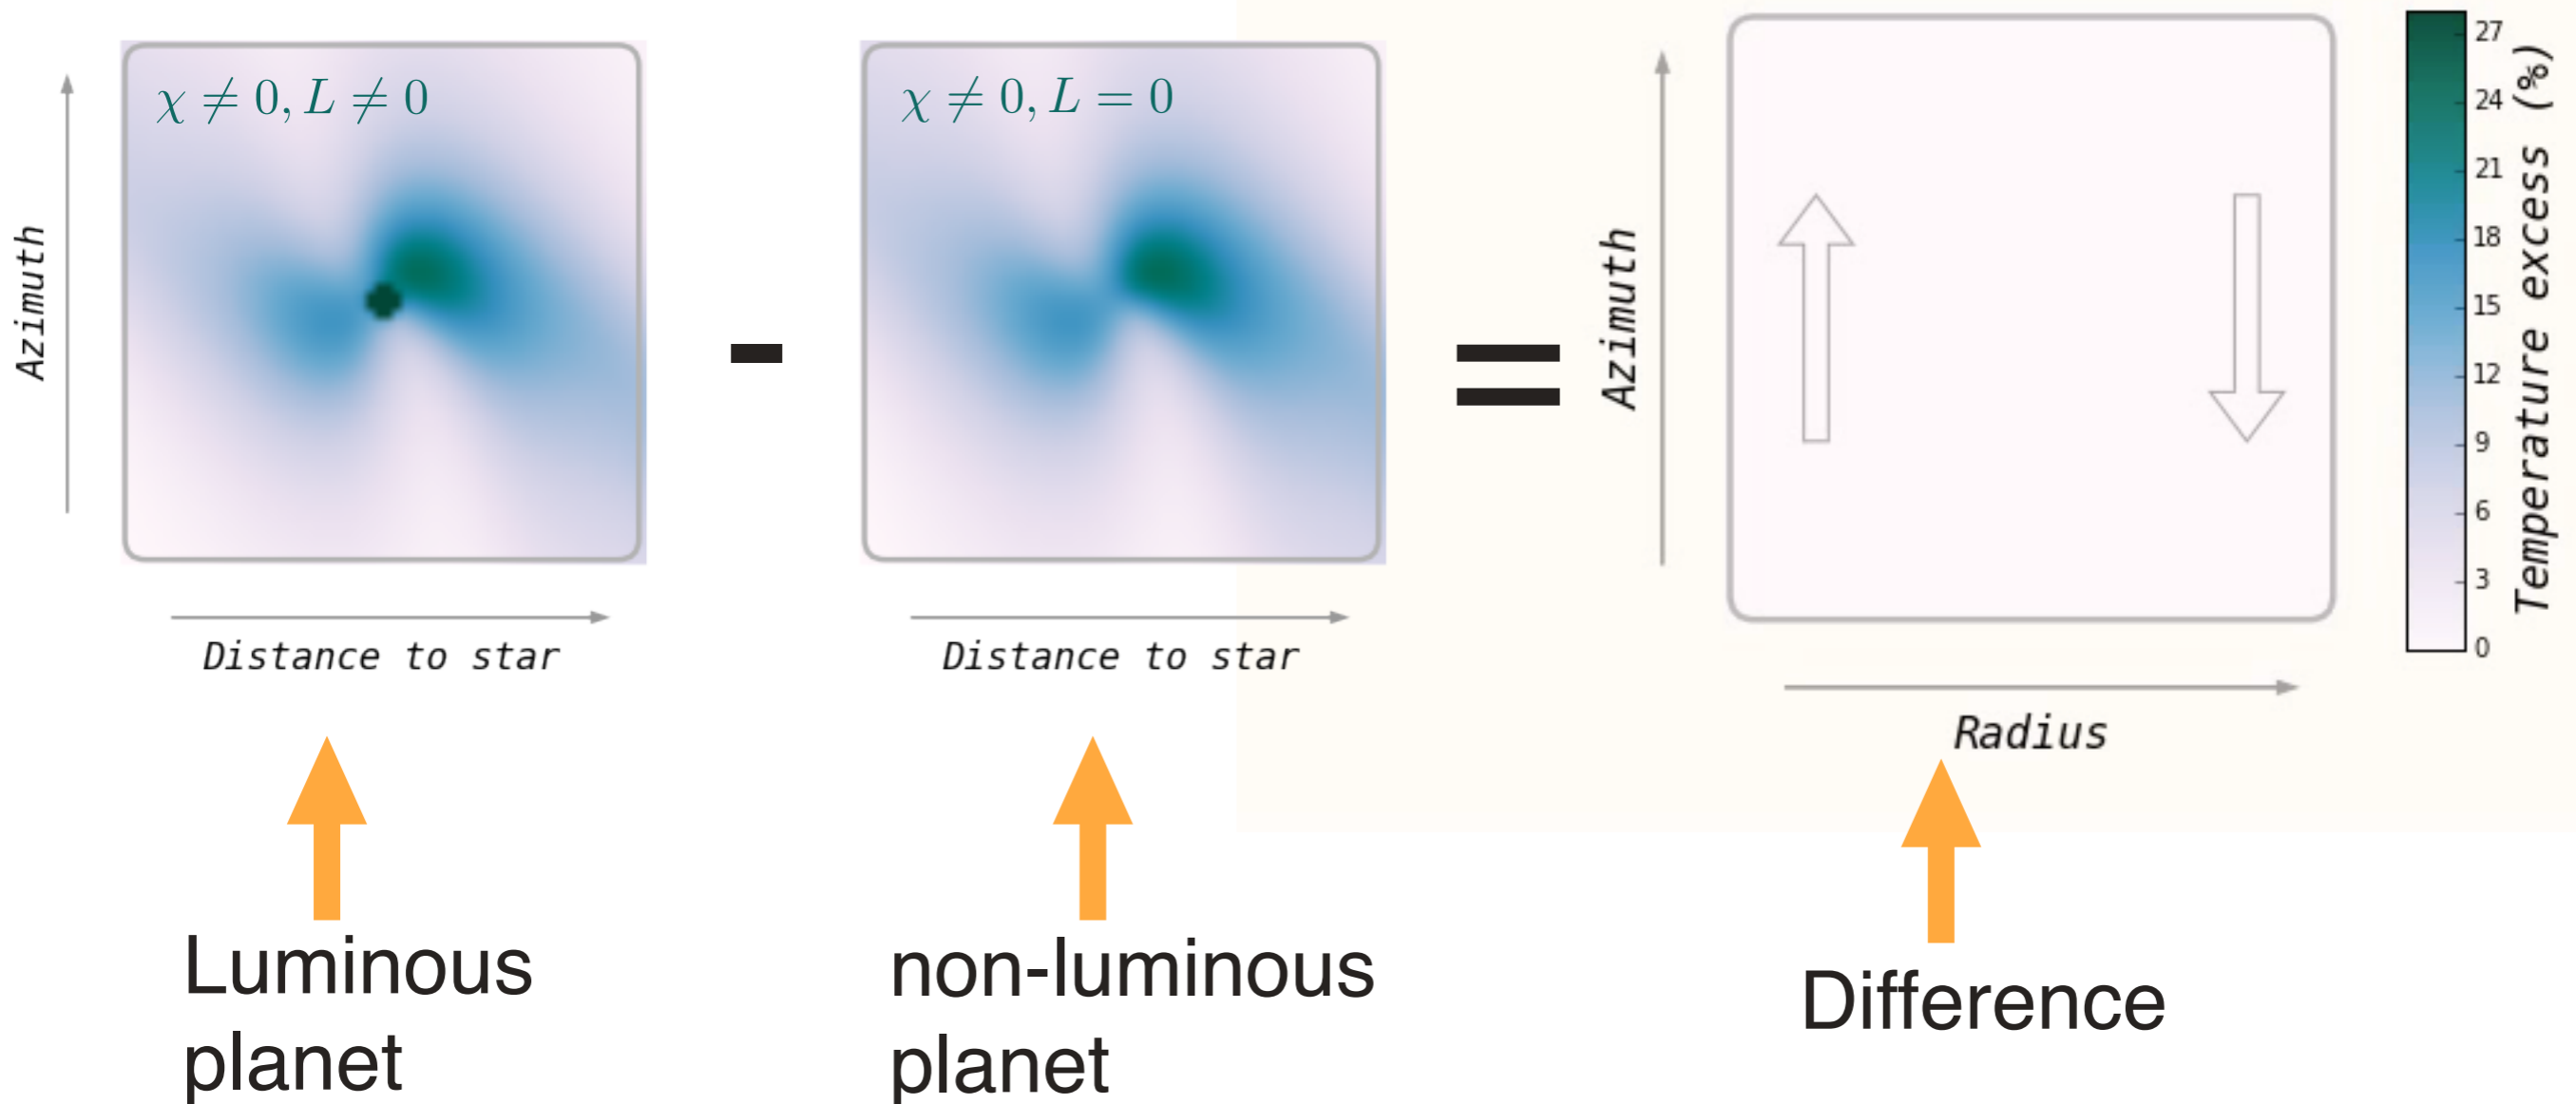 χ ≠ 0, L ≠ 0
Azimuth
Distance to star
-
χ ≠ 0, L = 0
Distance to star
=
Azimuth
Radius
27
24
21
18
15
12
9
6
3
0
Temperature excess (%)
Luminous
planet
non-luminous
planet
Difference